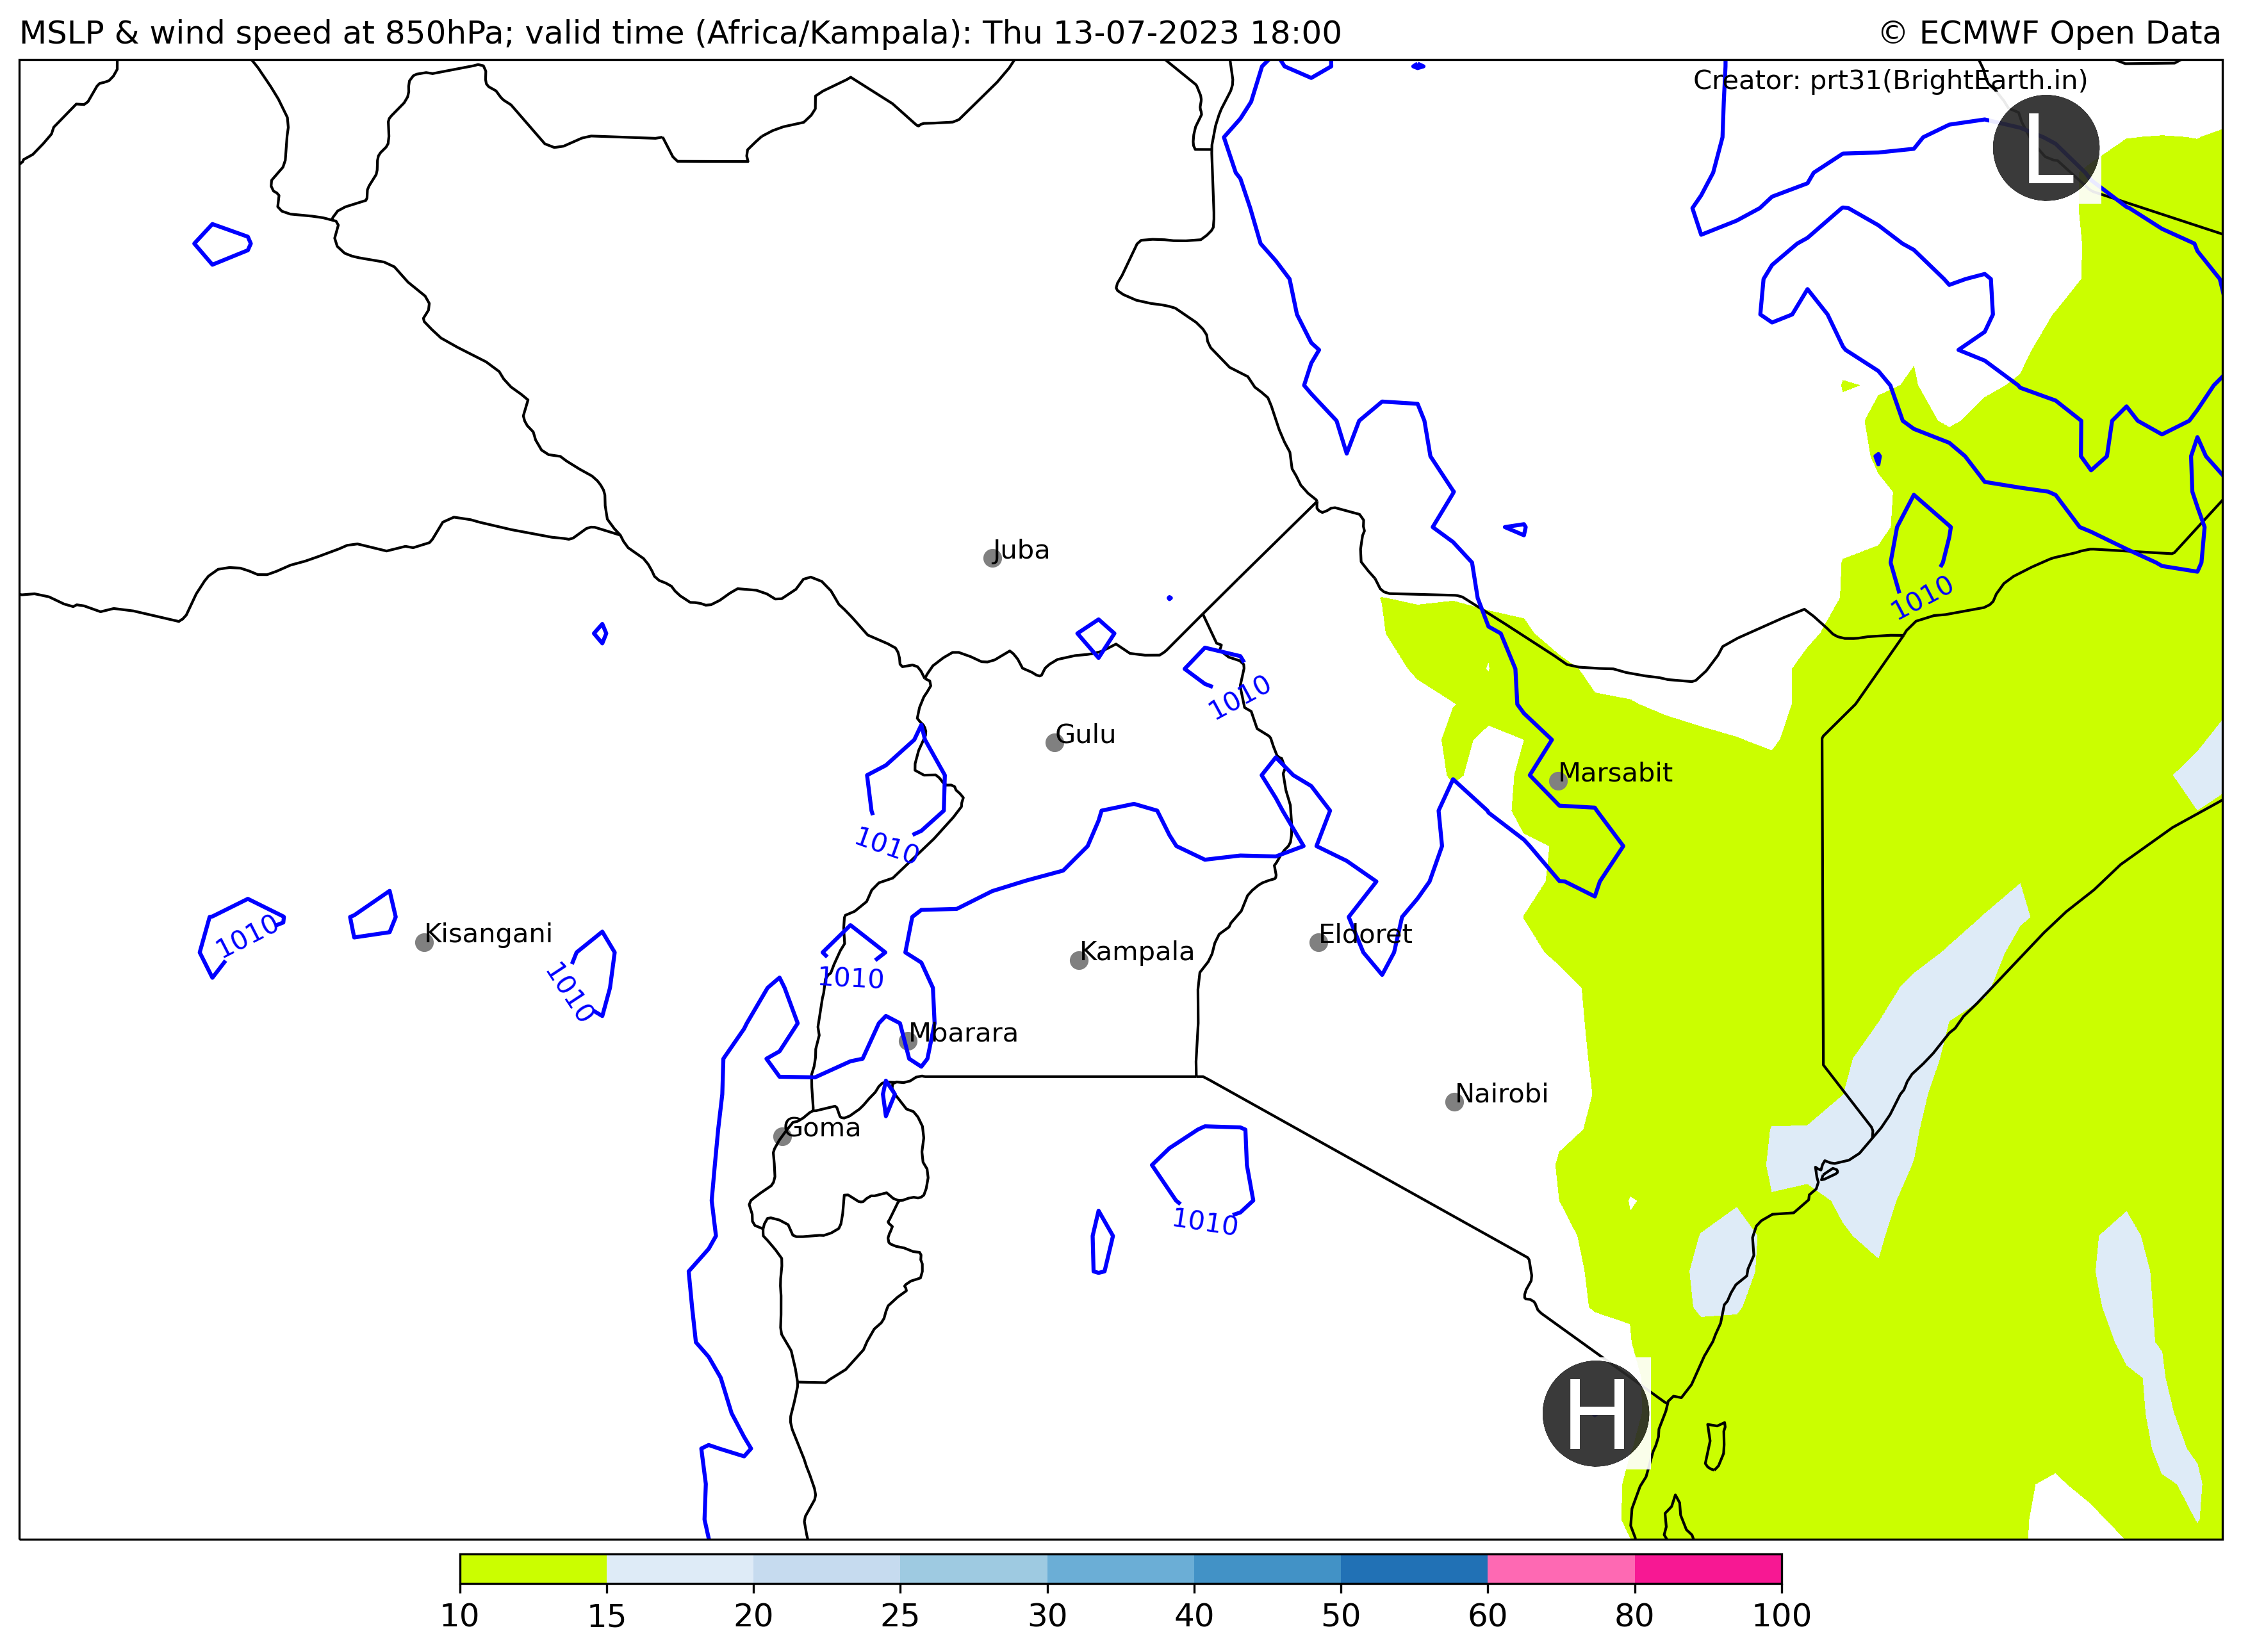 MSLP & wind speed at 850hPa; valid time (Africa/Kampala): Thu 13-07-2023 18:00
© ECMWF Open Data
Creator: prt31(BrightEarth.in)
L
Juba
1010
1010
Gulu
Marsabit
1010
1010
Kisangani
Eldoret
Kampala
1010
1010
Mbarara
Nairobi
Goma
1010
H
10 15 20 25 30 40 50 60 80 100